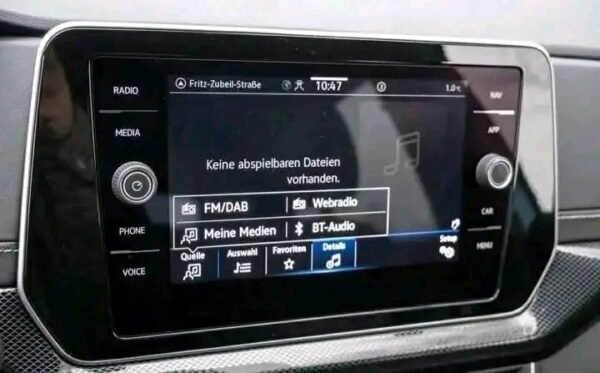 RADIO
MEDIA
PHONE
VOICE
Fritz-Zubeil-Straße 10:47 1.0°C
Keine abspielbaren Dateien
vorhanden.
FM/DAB Webradio
Meine Medien BT-Audio
Quelle Auswahl Favoriten Details Setup
NAV
APP
CAR
MENU